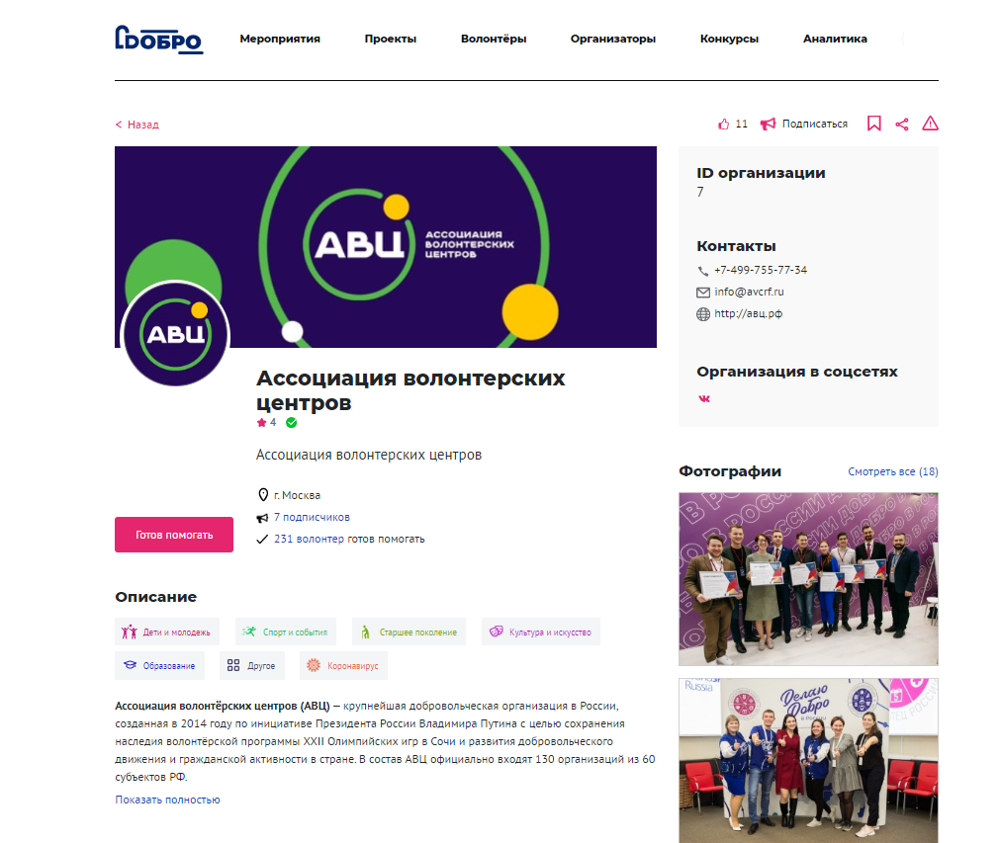 ДОБРО
Мероприятия
Проекты
Волонтёры
Организаторы
Конкурсы
Аналитика
< Назад
11
Подписаться
АВЦ
АССОЦИАЦИЯ
ВОЛОНТЕРСКИХ
ЦЕНТРОВ
АВЦ
Ассоциация волонтерских
центров
4
Ассоциация волонтерских центров
г. Москва
7 подписчиков
231 волонтер готов помогать
Готов помогать
Описание
Дети и молодежь
Спорт и события
Старшее поколение
Культура и искусство
Образование
Другое
Коронавирус
Ассоциация волонтёрских центров (АВЦ) — крупнейшая добровольческая организация в России,
созданная в 2014 году по инициативе Президента России Владимира Путина с целью сохранения
наследия волонтёрской программы XXII Олимпийских игр в Сочи и развития добровольческого
движения и гражданской активности в стране. В состав АВЦ официально входят 130 организаций из 60
субъектов РФ.
Показать полностью
ID организации
7
Контакты
+7-499-755-77-34
info@avcrf.ru
http://авц.рф
Организация в соцсетях
Фотографии
Смотреть все (18)
В РОССИИ ДОБРО В РО
Russia
Делаю
Добро